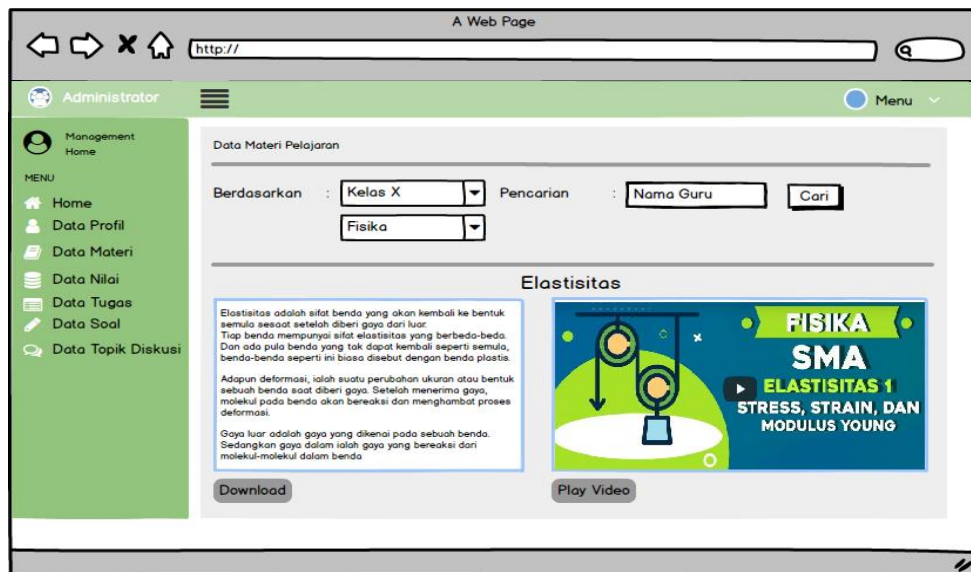 A Web Page
http://
Administrator
Menu
Management
Home
MENU
Home
Data Profil
Data Materi
Data Nilai
Data Tugas
Data Soal
Data Topik Diskusi
Data Materi Pelajaran
Berdasarkan : Kelas X Pencarian : Nama Guru Cari
Fisika
Elastisitas
Elastisitas adalah sifat benda yang akan kembali ke bentuk
semula sesaat setelah diberi gaya dari luar.
Tiap benda mempunyai sifat elastisitas yang berbeda-beda.
Dan ada pula benda yang tak dapat kembali seperti semula,
benda-benda seperti ini biasa disebut dengan benda plastis.
Adapun deformasi, ialah suatu perubahan ukuran atau bentuk
sebuah benda saat diberi gaya. Setelah menerima gaya,
molekul pada benda akan bereaksi dan menghambat proses
deformasi.
Gaya luar adalah gaya yang dikenai pada sebuah benda.
Sedangkan gaya dalam ialah gaya yang bereaksi dari
molekul-molekul dalam benda
Download
FISIKA
SMA
ELASTISITAS 1
STRESS, STRAIN, DAN
MODULUS YOUNG
Play Video